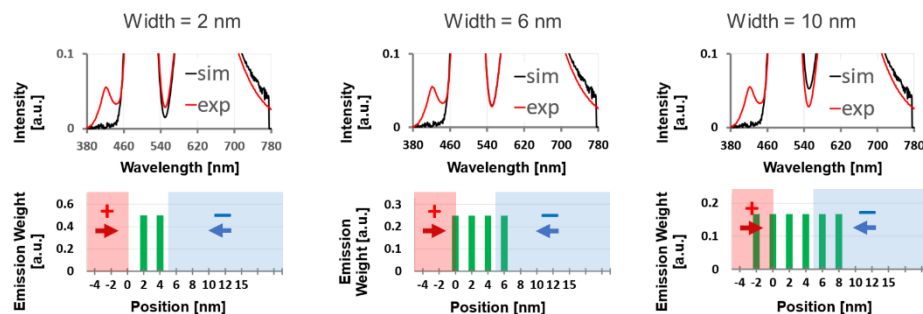 Width = 2 nm
Width = 6 nm
Width = 10 nm
Intensity
[a.u.]
0.1
0
sim
exp
380 460 540 620 700 780
Wavelength [nm]
Intensity
[a.u.]
0.1
0
sim
exp
380 460 540 620 700 780
Wavelength [nm]
Intensity
[a.u.]
0.1
0
sim
exp
380 460 540 620 700 780
Wavelength [nm]
Emission Weight
[a.u.]
0.6
0.4
0.2
0
+
−
-4 -2 0 2 4 6 8 10 12 15
Position [nm]
Emission
Weight [a.u.]
0.3
0.2
0.1
0
+
−
-4 -2 0 2 4 6 8 10 12 15
Position [nm]
Emission Weight
[a.u.]
0.2
0.1
0
+
−
-4 -2 0 2 4 6 8 10 12 15
Position [nm]